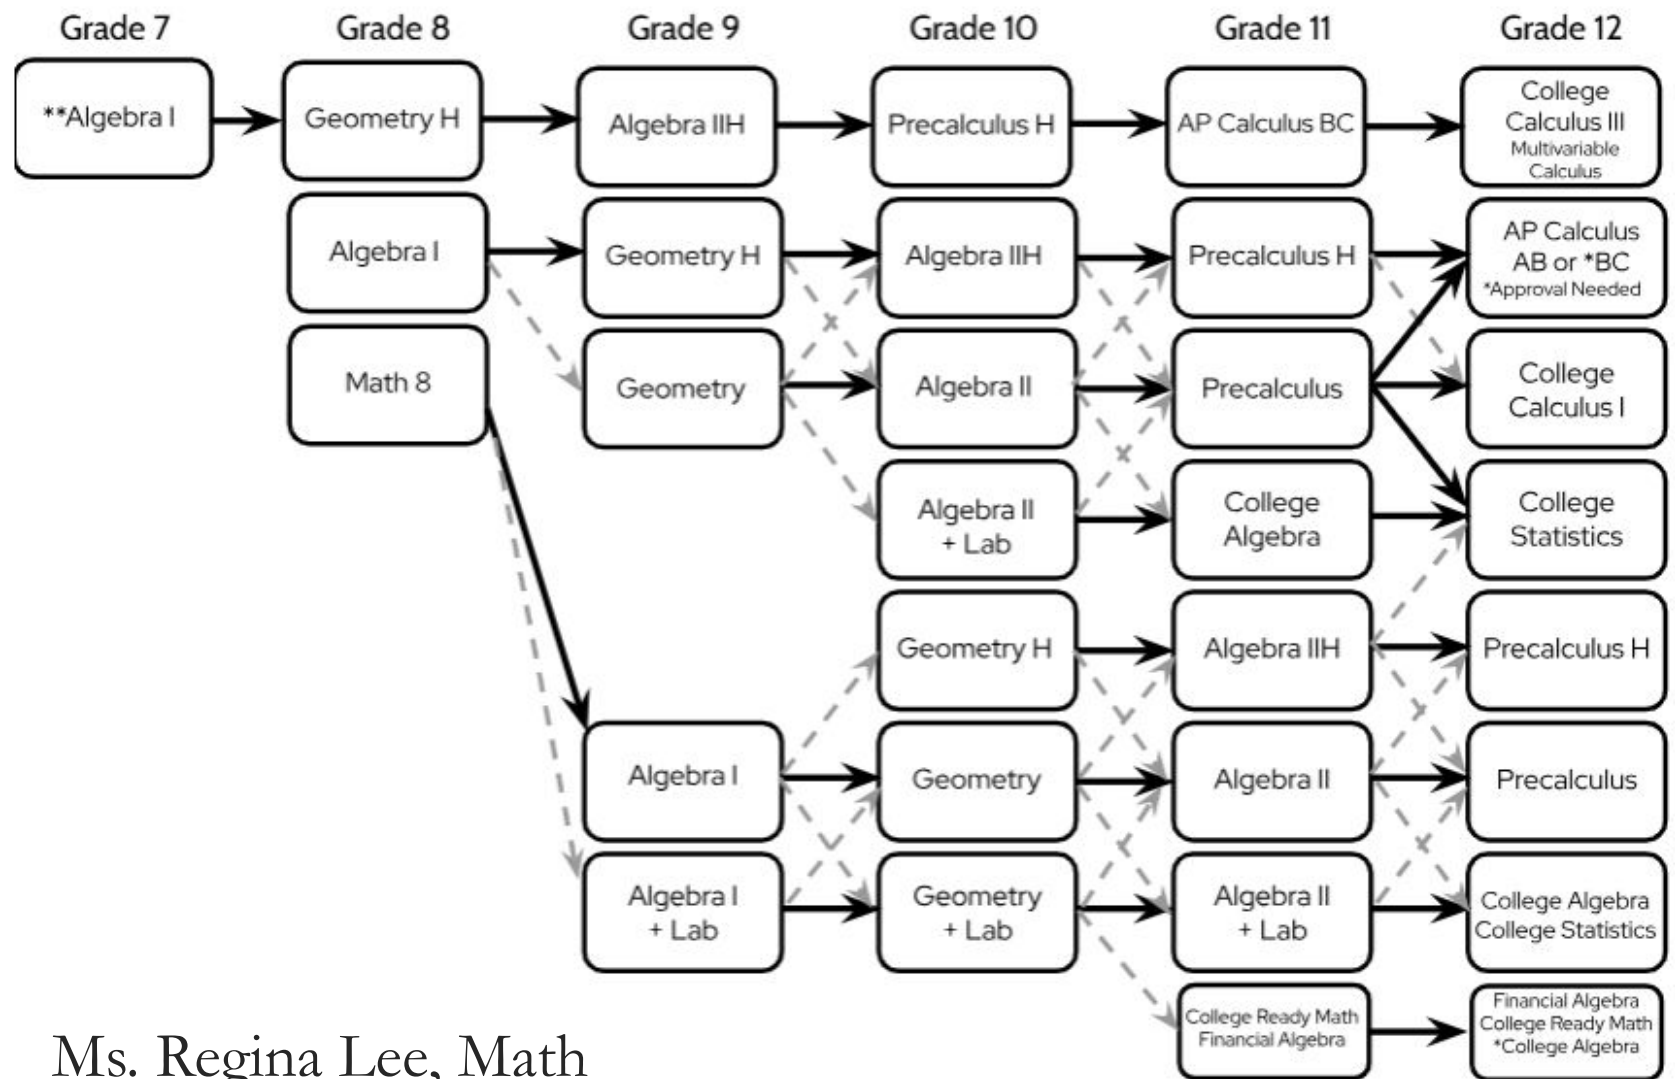 Grade 7
Grade 8
Grade 9
Grade 10
Grade 11
Grade 12
**Algebra I
Geometry H
Algebra IIH
Precalculus H
AP Calculus BC
College
Calculus III
Multivariable
Calculus
Algebra I
Geometry H
Algebra IIH
Precalculus H
AP Calculus
AB or *BC
*Approval Needed
Math 8
Geometry
Algebra II
Precalculus
College
Calculus I
Algebra II
+ Lab
College
Algebra
College
Statistics
Geometry H
Algebra IIH
Precalculus H
Algebra I
Geometry
Algebra II
Precalculus
Algebra I
+ Lab
Geometry
+ Lab
Algebra II
+ Lab
College Algebra
College Statistics
College Ready Math
Financial Algebra
Financial Algebra
College Ready Math
*College Algebra
Ms. Regina Lee, Math